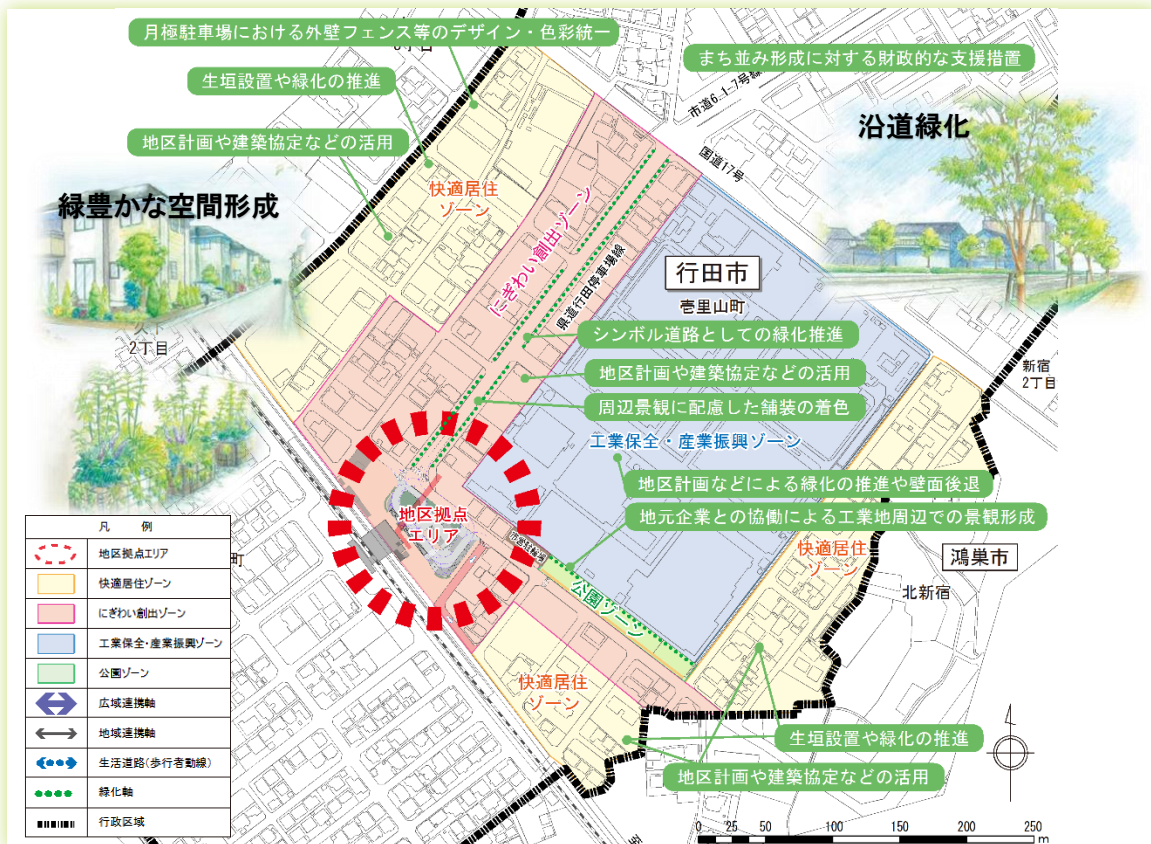 月極駐車場における外壁フェンス等のデザイン・色彩統一
まち並み形成に対する財政的な支援措置
生垣設置や緑化の推進
市道6-1-7号線
沿道緑化
地区計画や建築協定などの活用
国道17号
緑豊かな空間形成
快適居住
ゾーン
にぎわい創出ゾーン
県道行田停車場線
行田市
壱里山町
2丁目
シンボル道路としての緑化推進
新宿
2丁目
地区計画や建築協定などの活用
周辺景観に配慮した舗装の着色
工業保全・産業振興ゾーン
地区計画などによる緑化の推進や壁面後退
地区拠点
エリア
地元企業との協働による工業地周辺での景観形成
市営駐輪場
快適居住
ゾーン
鴻巣市
北新宿
公園ゾーン
快適居住
ゾーン
生垣設置や緑化の推進
地区計画や建築協定などの活用
凡 例
地区拠点エリア
町
快適居住ゾーン
にぎわい創出ゾーン
工業保全・産業振興ゾーン
公園ゾーン
広域連携軸
地域連携軸
生活道路(歩行者動線)
緑化軸
行政区域
0 25 50 100 150 200 250
m